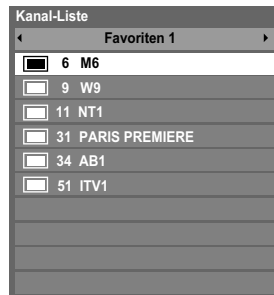 Kanal-Liste
Favoriten 1
6 M6
9 W9
11 NT1
31 PARIS PREMIERE
34 AB1
51 ITV1